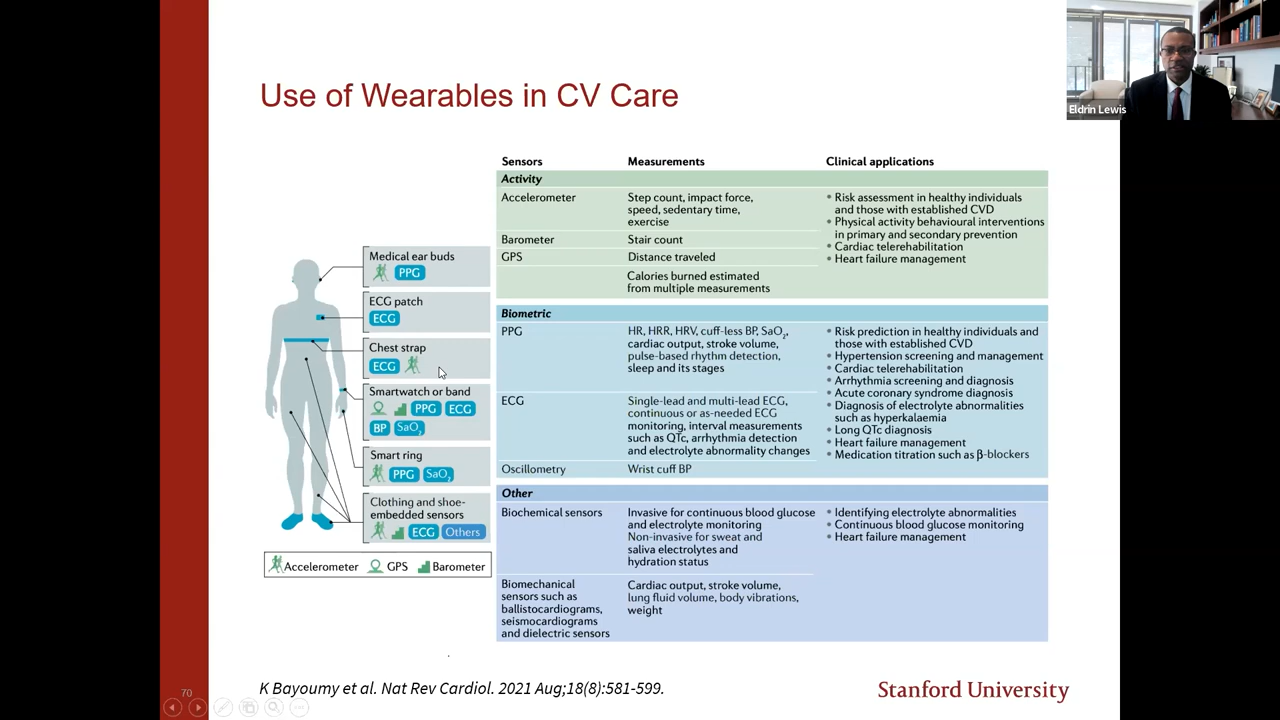 Eldrin Lewis
Use of Wearables in CV Care
Medical ear buds
PPG
ECG patch
ECG
Chest strap
ECG
Smartwatch or band
PPG ECG
BP SaO₂
Smart ring
PPG SaO₂
Clothing and shoe-
embedded sensors
ECG Others
Accelerometer GPS Barometer
Sensors Measurements Clinical applications
Activity
Accelerometer
Step count, impact force,
speed, sedentary time,
exercise
Barometer
Stair count
GPS
Distance traveled
Calories burned estimated
from multiple measurements
• Risk assessment in healthy individuals
and those with established CVD
• Physical activity behavioural interventions
in primary and secondary prevention
• Cardiac telerehabilitation
• Heart failure management
Biometric
PPG
HR, HRR, HRV, cuff-less BP, SaO₂,
cardiac output, stroke volume,
pulse-based rhythm detection,
sleep and its stages
ECG
Single-lead and multi-lead ECG,
continuous or as-needed ECG
monitoring, interval measurements
such as QTc, arrhythmia detection
and electrolyte abnormality changes
Oscillometry
Wrist cuff BP
• Risk prediction in healthy individuals and
those with established CVD
• Hypertension screening and management
• Cardiac telerehabilitation
• Arrhythmia screening and diagnosis
• Acute coronary syndrome diagnosis
• Diagnosis of electrolyte abnormalities
such as hyperkalaemia
• Long QTc diagnosis
• Heart failure management
• Medication titration such as β-blockers
Other
Biochemical sensors
Invasive for continuous blood glucose
and electrolyte monitoring
Non-invasive for sweat and
saliva electrolytes and
hydration status
Biomechanical
sensors such as
ballistocardiograms,
seismocardiograms
and dielectric sensors
Cardiac output, stroke volume,
lung fluid volume, body vibrations,
weight
• Identifying electrolyte abnormalities
• Continuous blood glucose monitoring
• Heart failure management
70
K Bayoumy et al. Nat Rev Cardiol. 2021 Aug;18(8):581-599.
Stanford University